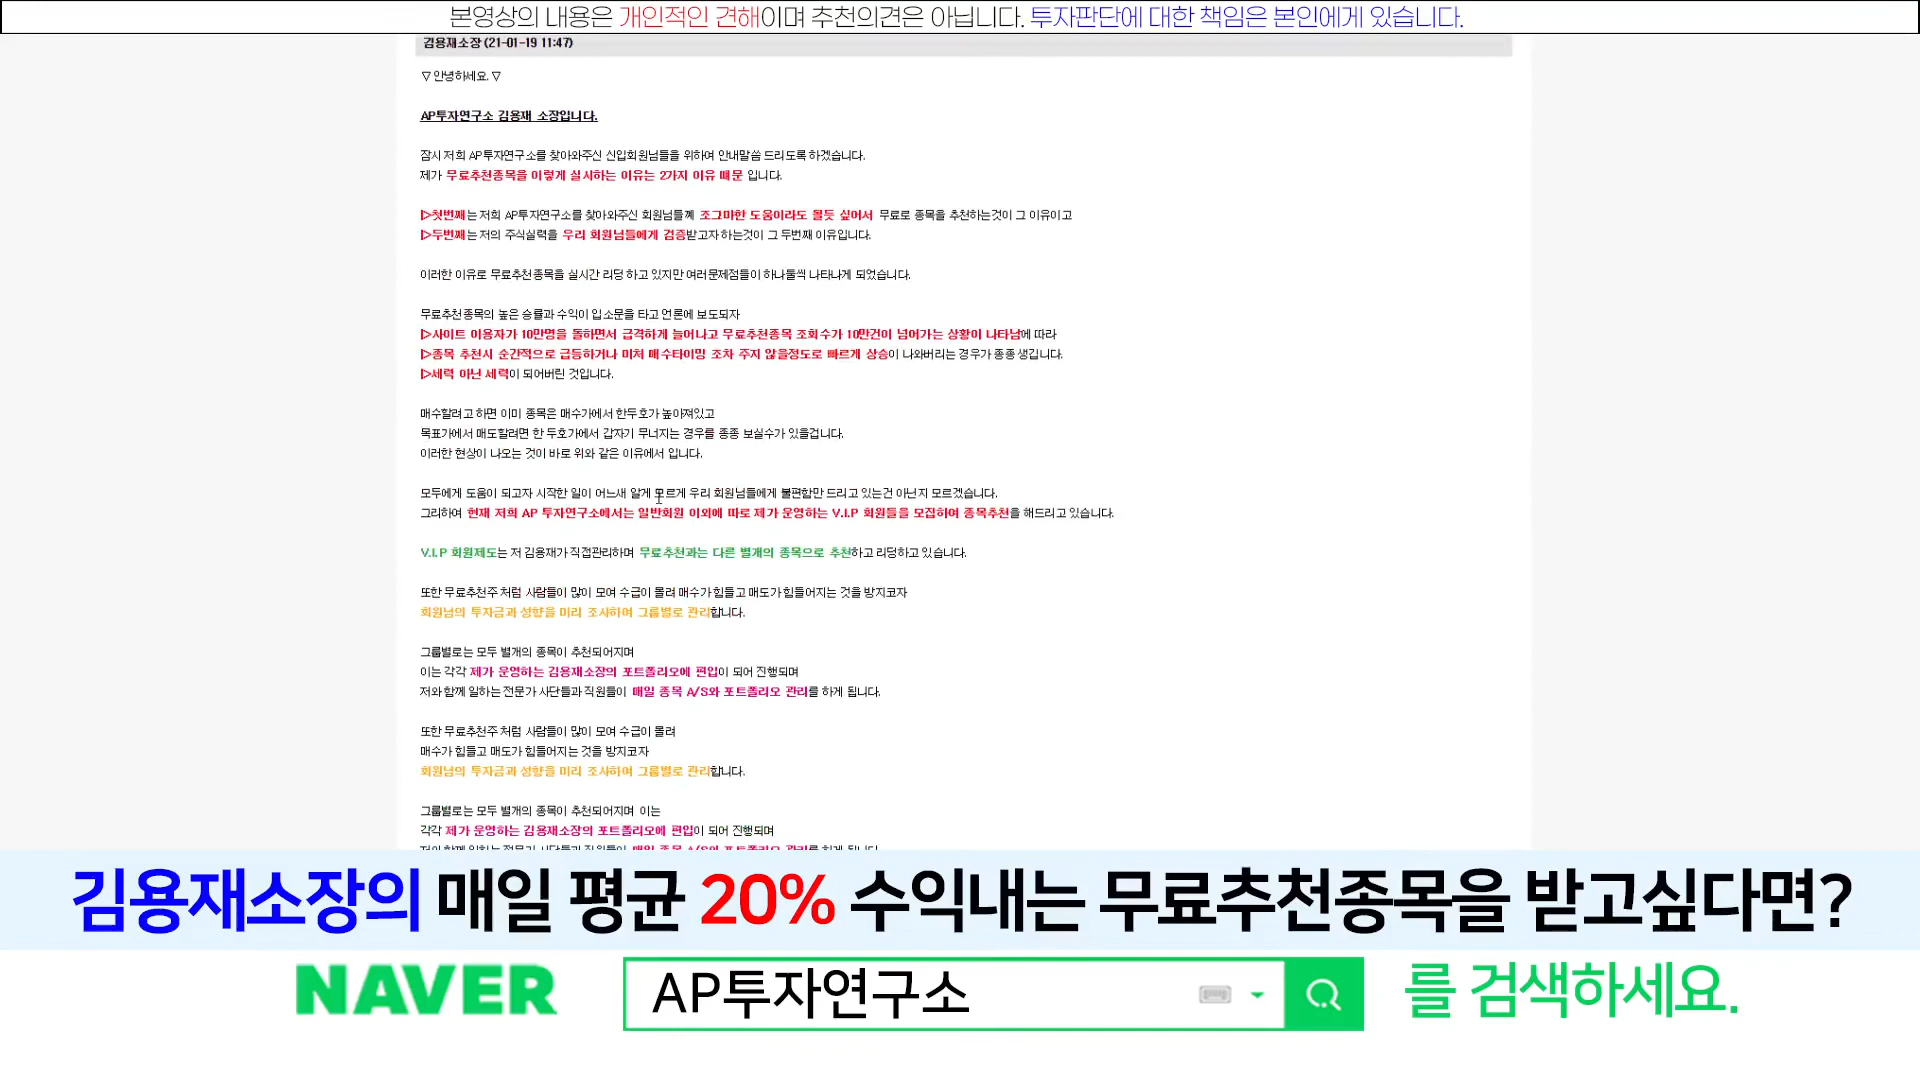 본영상의 내용은 개인적인 견해이며 추천의견은 아닙니다. 투자판단에 대한 책임은 본인에게 있습니다.
김용재소장 (21-01-19 11:47)
▽ 안녕하세요. ▽
AP투자연구소 김용재 소장입니다.
잠시 저희 AP투자연구소를 찾아와주신 신입회원님들을 위하여 안내말씀 드리도록 하겠습니다.
제가 무료추천종목을 이렇게 실시하는 이유는 2가지 이유 때문 입니다.
▷첫번째는 저희 AP투자연구소를 찾아와주신 회원님들께 조그마한 도움이라도 될듯 싶어서 무료로 종목을 추천하는것이 그 이유이고
▷두번째는 저의 주식실력을 우리 회원님들에게 검증받고자 하는것이 그 두번째 이유입니다.
이러한 이유로 무료추천종목을 실시간 리딩 하고 있지만 여러문제점들이 하나둘씩 나타나게 되었습니다.
무료추천종목의 높은 승률과 수익이 입소문을 타고 언론에 보도되자
▷사이트 이용자가 10만명을 돌하면서 급격하게 늘어나고 무료추천종목 조회수가 10만건이 넘어가는 상황이 나타남에 따라
▷종목 추천시 순간적으로 급등하거나 미처 매수타이밍 조차 주지 않을정도로 빠르게 상승이 나와버리는 경우가 종종 생깁니다.
▷세력 아닌 세력이 되어버린 것입니다.
매수할려고 하면 이미 종목은 매수가에서 한두호가 높아져있고
목표가에서 매도할려면 한 두호가에서 갑자기 무너지는 경우를 종종 보실수가 있을겁니다.
이러한 현상이 나오는 것이 바로 위와 같은 이유에서 입니다.
모두에게 도움이 되고자 시작한 일이 어느새 알게 모르게 우리 회원님들에게 불편함만 드리고 있는건 아닌지 모르겠습니다.
그리하여 현재 저희 AP 투자연구소에서는 일반회원 이외에 따로 제가 운영하는 V.I.P 회원들을 모집하여 종목추천을 해드리고 있습니다.
V.I.P 회원제도는 저 김용재가 직접관리하며 무료추천과는 다른 별개의 종목으로 추천하고 리딩하고 있습니다.
또한 무료추천주 처럼 사람들이 많이 모여 수급이 몰려 매수가 힘들고 매도가 힘들어지는 것을 방지코자
회원님의 투자금과 성향을 미리 조사하여 그룹별로 관리합니다.
그룹별로는 모두 별개의 종목이 추천되어지며
이는 각각 제가 운영하는 김용재소장의 포트폴리오에 편입이 되어 진행되며
저와 함께 일하는 전문가 사단들과 직원들이 매일 종목 A/S와 포트폴리오 관리를 하게 됩니다.
또한 무료추천주 처럼 사람들이 많이 모여 수급이 몰려
매수가 힘들고 매도가 힘들어지는 것을 방지코자
회원님의 투자금과 성향을 미리 조사하여 그룹별로 관리합니다.
그룹별로는 모두 별개의 종목이 추천되어지며 이는
각각 제가 운영하는 김용재소장의 포트폴리오에 편입이 되어 진행되며
저와 함께 일하는 전문가 사단들과 직원들이 매일 종목 A/S와 포트폴리오 관리를 하게 됩니다.
김용재소장의 매일 평균 20% 수익내는 무료추천종목을 받고싶다면?
NAVER AP투자연구소 를 검색하세요.